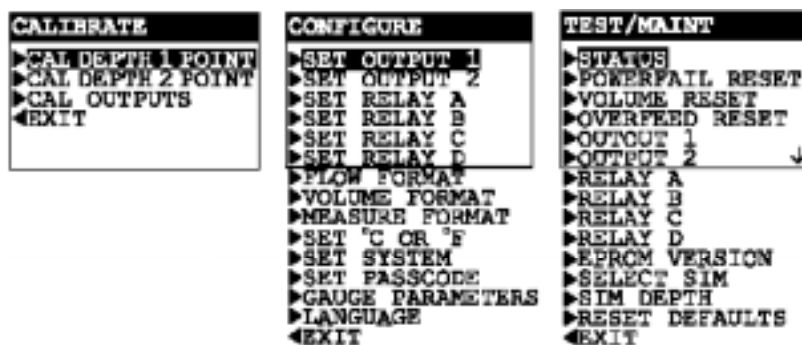 CALIBRATE
CAL DEPTH 1 POINT
CAL DEPTH 2 POINT
CAL OUTPUTS
EXIT
CONFIGURE
SET OUTPUT 1
SET OUTPUT 2
SET RELAY A
SET RELAY B
SET RELAY C
SET RELAY D
FLOW FORMAT
VOLUME FORMAT
MEASURE FORMAT
SET °C OR °F
SET SYSTEM
SET PASSCODE
GAUGE PARAMETERS
LANGUAGE
EXIT
TEST/MAINT
STATUS
POWERFAIL RESET
VOLUME RESET
OVERFEED RESET
OUTCUT 1
OUTPUT 2
RELAY A
RELAY B
RELAY C
RELAY D
EPROM VERSION
SELECT SIM
SIM DEPTH
RESET DEFAULTS
EXIT